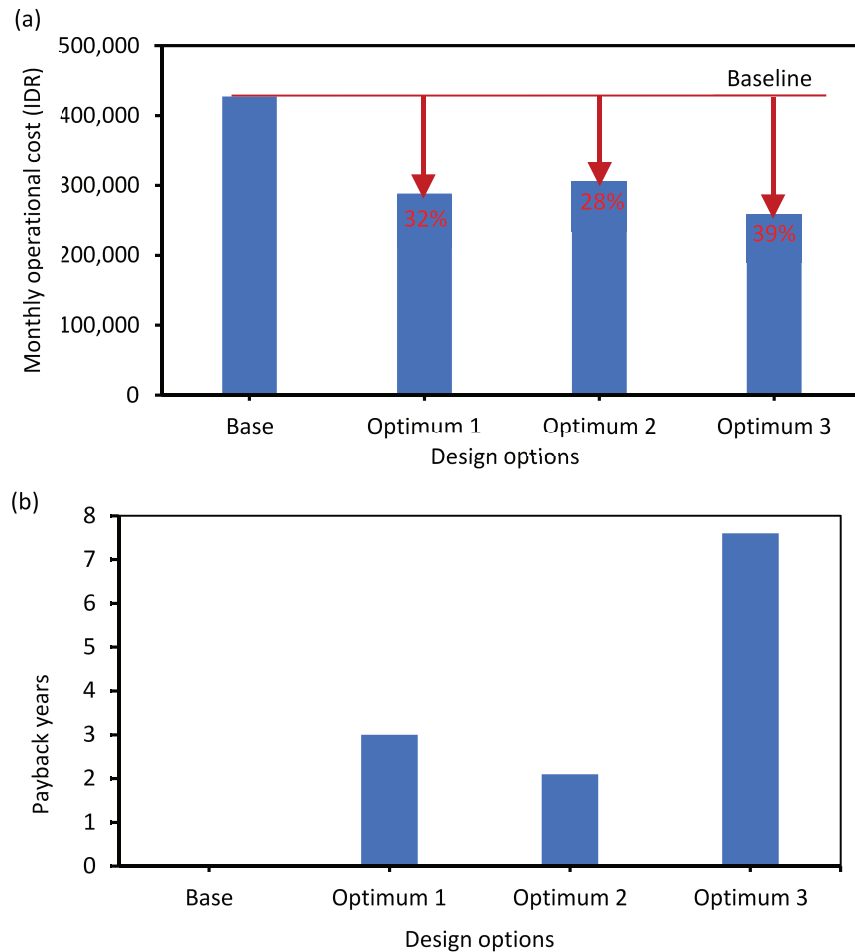 (a)
Monthly operational cost (IDR)
500,000
400,000
300,000
200,000
100,000
0
Baseline
32%
28%
39%
Base
Optimum 1
Optimum 2
Optimum 3
Design options
(b)
Payback years
8
7
6
5
4
3
2
1
0
Base
Optimum 1
Optimum 2
Optimum 3
Design options